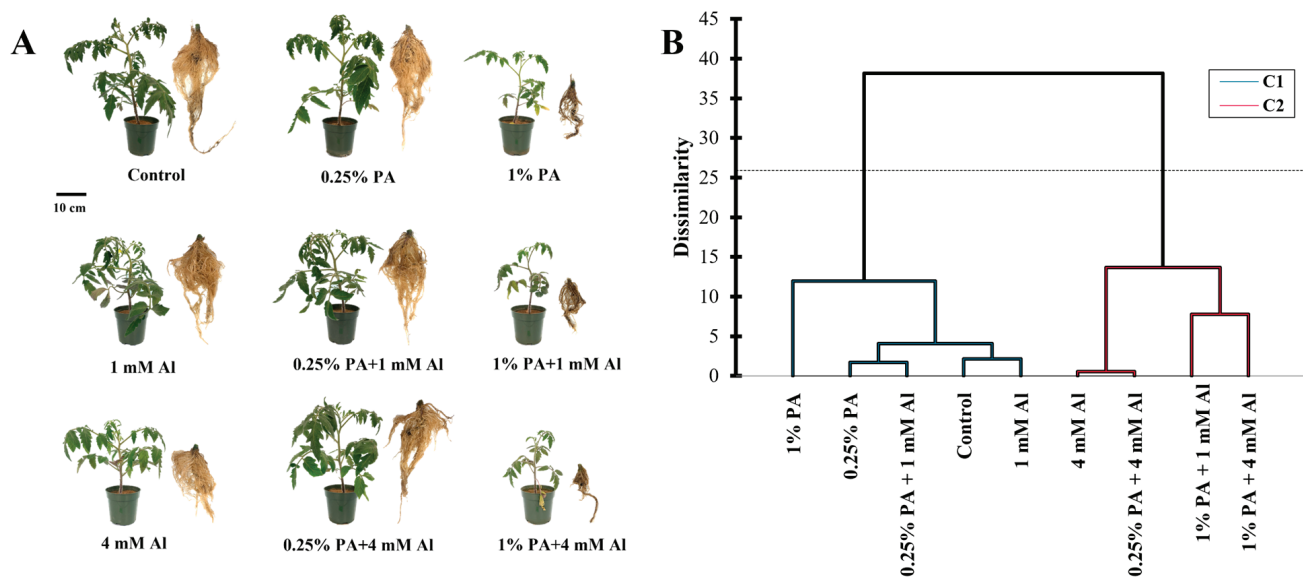 A
Control
0.25% PA
1% PA
10 cm
1 mM Al
0.25% PA+1 mM Al
1% PA+1 mM Al
4 mM Al
0.25% PA+4 mM Al
1% PA+4 mM Al
B
45
40
35
30
25
20
15
10
5
0
Dissimilarity
C1
C2
1% PA
0.25% PA
0.25% PA + 1 mM Al
Control
1 mM Al
4 mM Al
0.25% PA + 4 mM Al
1% PA + 1 mM Al
1% PA + 4 mM Al